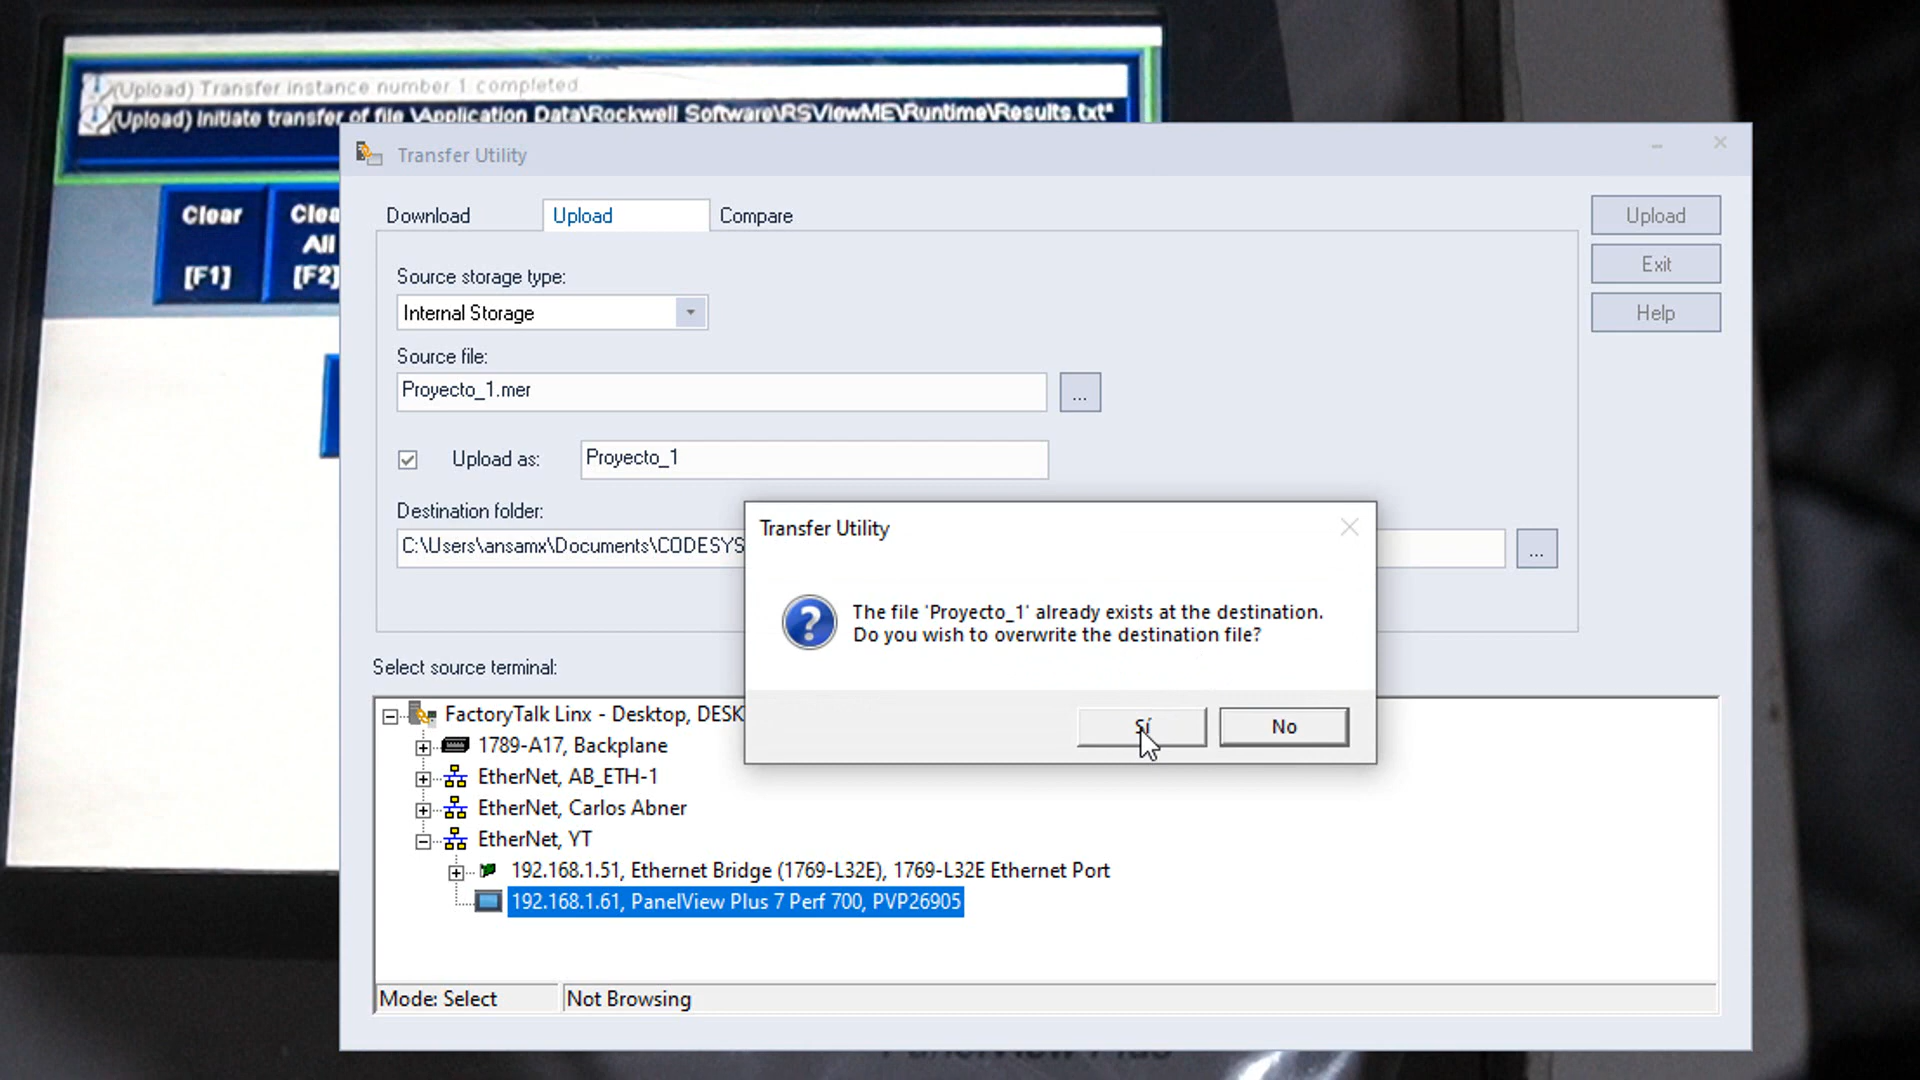 (Upload) Transfer instance number 1 completed
(Upload) Initiate transfer of file \Application Data\Rockwell Software\RSViewME\Runtime\Results.txt"
Clear
[F1]
All
[F2]
Transfer Utility
Download
Upload
Compare
Upload
Exit
Help
Source storage type:
Internal Storage
Source file:
Proyecto_1.mer
...
Upload as:
Proyecto_1
Destination folder:
C:\Users\ansamx\Documents\CODESYS
...
Transfer Utility
The file 'Proyecto_1' already exists at the destination.
Do you wish to overwrite the destination file?
Sí
No
Select source terminal:
FactoryTalk Linx - Desktop, DESK
1789-A17, Backplane
EtherNet, AB_ETH-1
EtherNet, Carlos Abner
EtherNet, YT
192.168.1.51, Ethernet Bridge (1769-L32E), 1769-L32E Ethernet Port
192.168.1.61, PanelView Plus 7 Perf 700, PVP26905
Mode: Select
Not Browsing